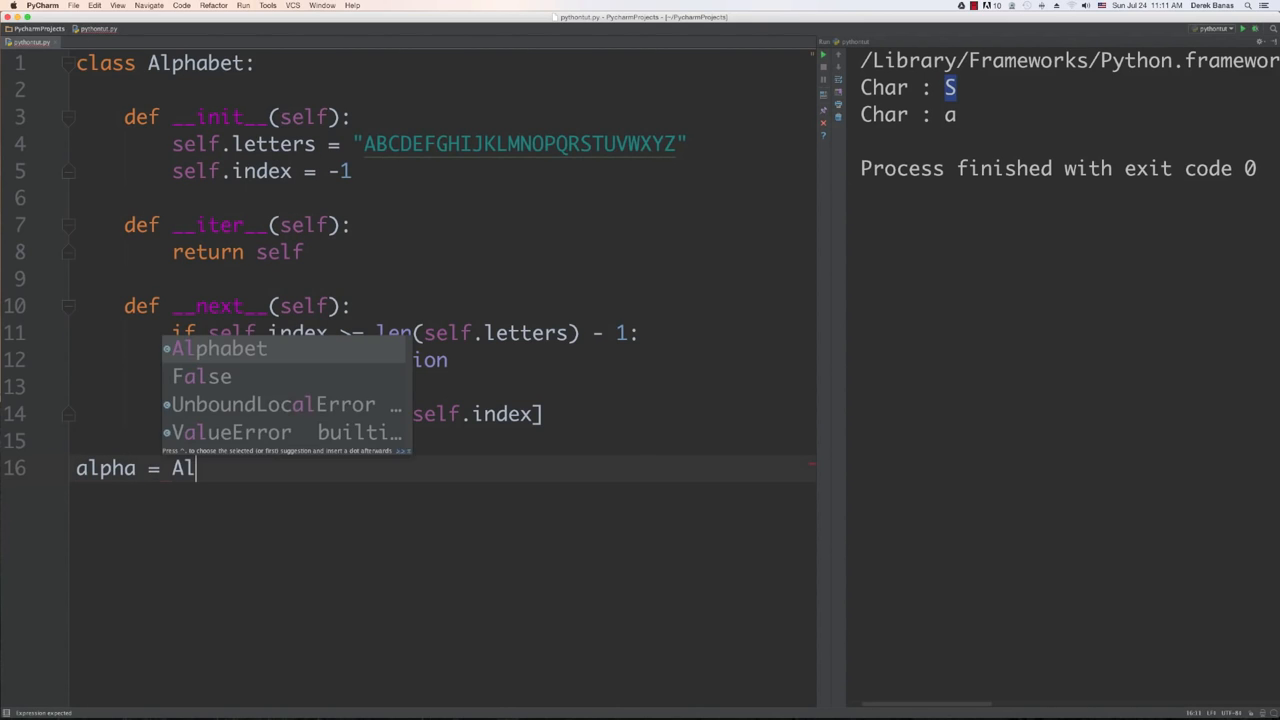 PyCharm File Edit View Navigate Code Refactor Run Tools VCS Window Help 10 Sun Jul 24 11:11 AM Derek Banas
pythontut.py - PycharmProjects - [~/PycharmProjects]
PycharmProjects pythontut.py pythontut
pythontut.py Run: pythontut
1 class Alphabet:
2
3 def __init__(self):
4 self.letters = "ABCDEFGHIJKLMNOPQRSTUVWXYZ"
5 self.index = -1
6
7 def __iter__(self):
8 return self
9
10 def __next__(self):
11 if self.index >= len(self.letters) - 1:
12 ion
13
14 self.index]
15
16 alpha = Al
Alphabet
False
UnboundLocalError …
ValueError builti…
Press ^. to choose the selected (or first) suggestion and insert a dot afterwards >>
/Library/Frameworks/Python.framewor
Char : S
Char : a
Process finished with exit code 0
Expression expected 16:11 LF÷ UTF-8÷